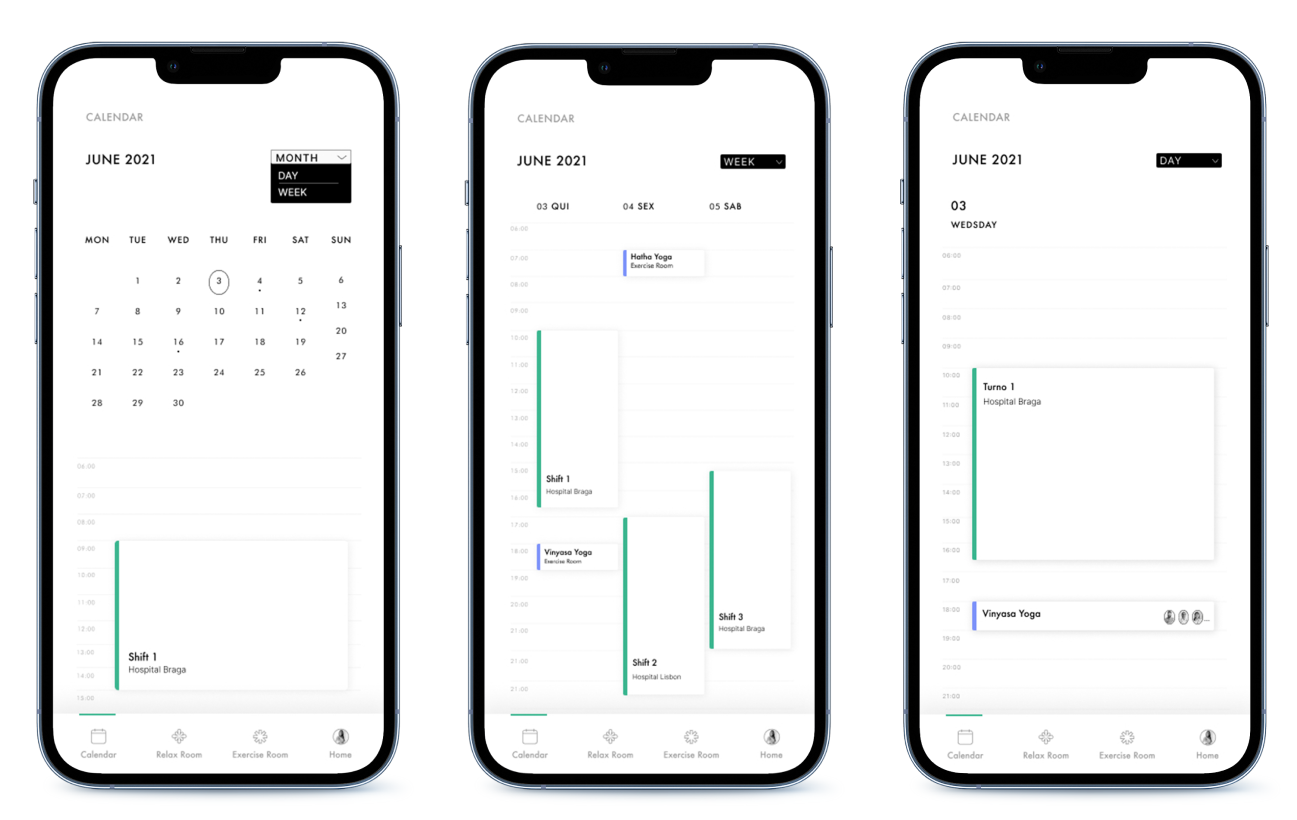 CALENDAR
JUNE 2021
MONTH
DAY
WEEK
MON TUE WED THU FRI SAT SUN
1 2 3 4 5 6
7 8 9 10 11 12 13
14 15 16 17 18 19 20
21 22 23 24 25 26 27
28 29 30
06:00
07:00
08:00
09:00
10:00
11:00
12:00
13:00
Shift 1
Hospital Braga
14:00
15:00
Calendar Relax Room Exercise Room Home
CALENDAR
JUNE 2021 WEEK
03 QUI 04 SEX 05 SAB
06:00
07:00
Hatha Yoga
Exercise Room
08:00
09:00
10:00
11:00
12:00
13:00
14:00
15:00
Shift 1
Hospital Braga
16:00
17:00
18:00
Vinyasa Yoga
Exercise Room
19:00
20:00
Shift 3
Hospital Braga
21:00
21:00
Shift 2
Hospital Lisbon
21:00
Calendar Relax Room Exercise Room Home
CALENDAR
JUNE 2021 DAY
03
WEDSDAY
06:00
07:00
08:00
09:00
10:00
Turno 1
Hospital Braga
11:00
12:00
13:00
14:00
15:00
16:00
17:00
18:00
Vinyasa Yoga
19:00
20:00
21:00
Calendar Relax Room Exercise Room Home